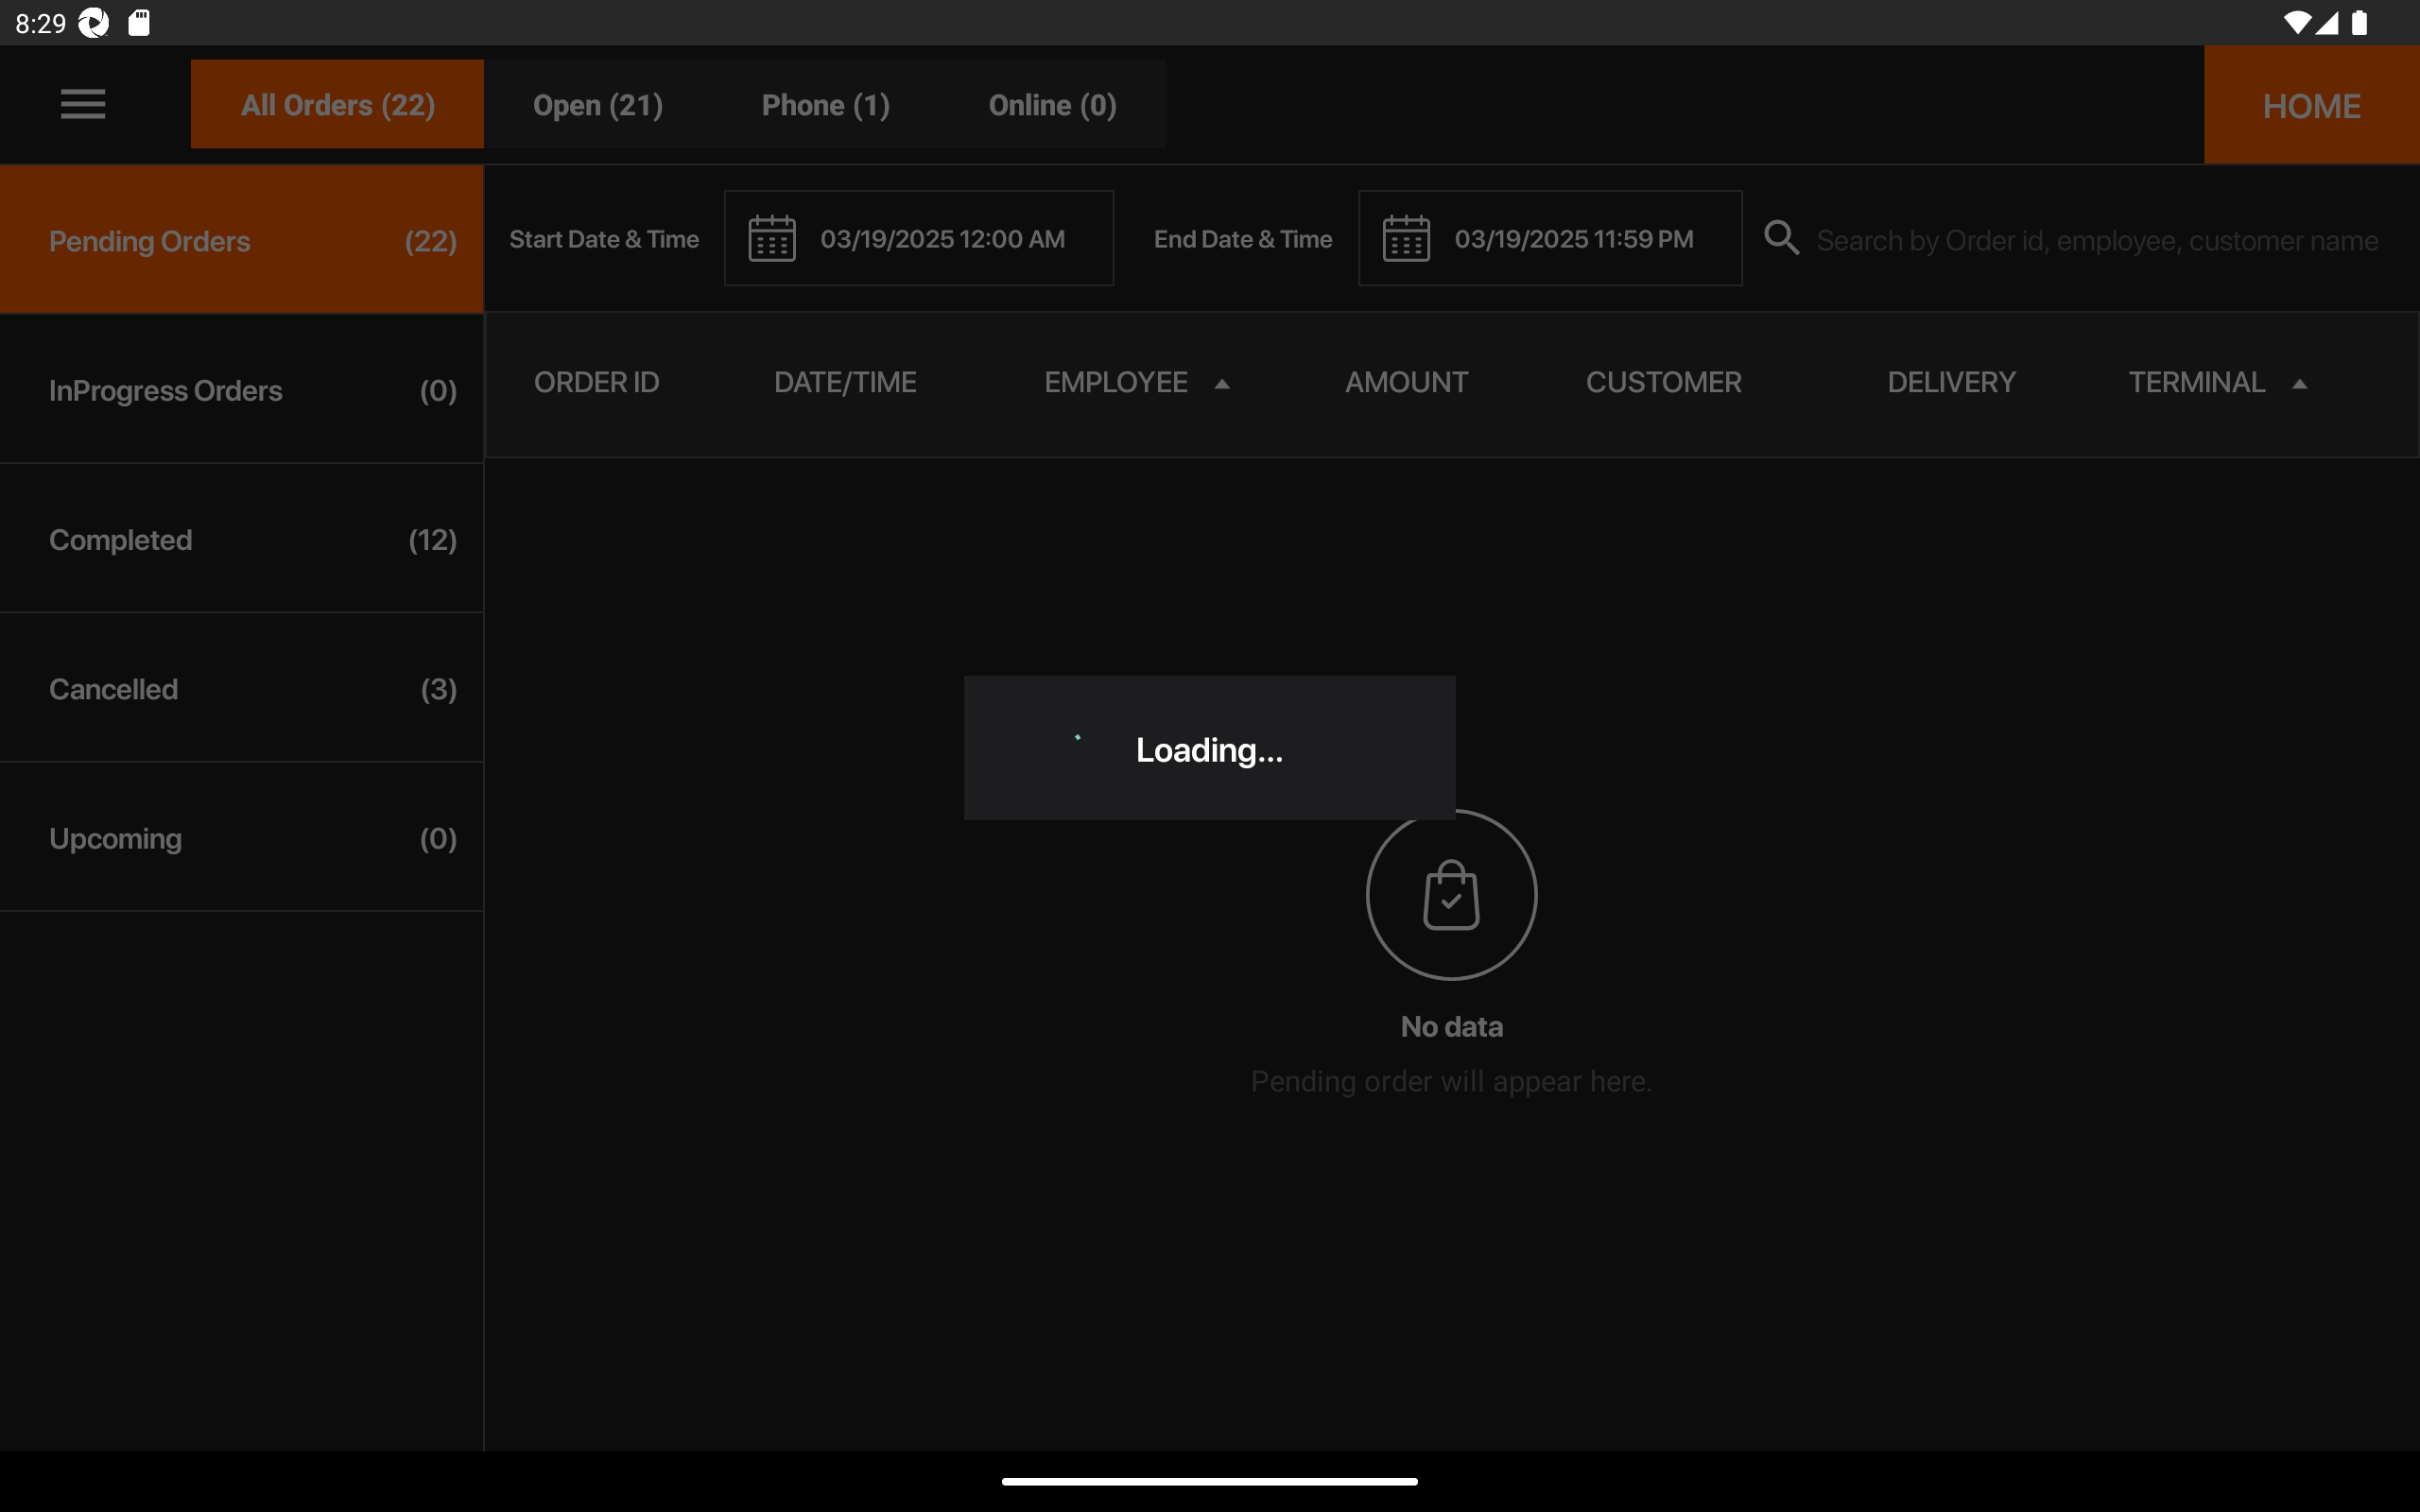 8:29
All Orders (22) Open (21) Phone (1) Online (0) HOME
Pending Orders (22)
Start Date & Time 03/19/2025 12:00 AM End Date & Time 03/19/2025 11:59 PM Search by Order id, employee, customer name
InProgress Orders (0)
ORDER ID DATE/TIME EMPLOYEE AMOUNT CUSTOMER DELIVERY TERMINAL
Completed (12)
Cancelled (3)
Loading...
Upcoming (0)
No data
Pending order will appear here.